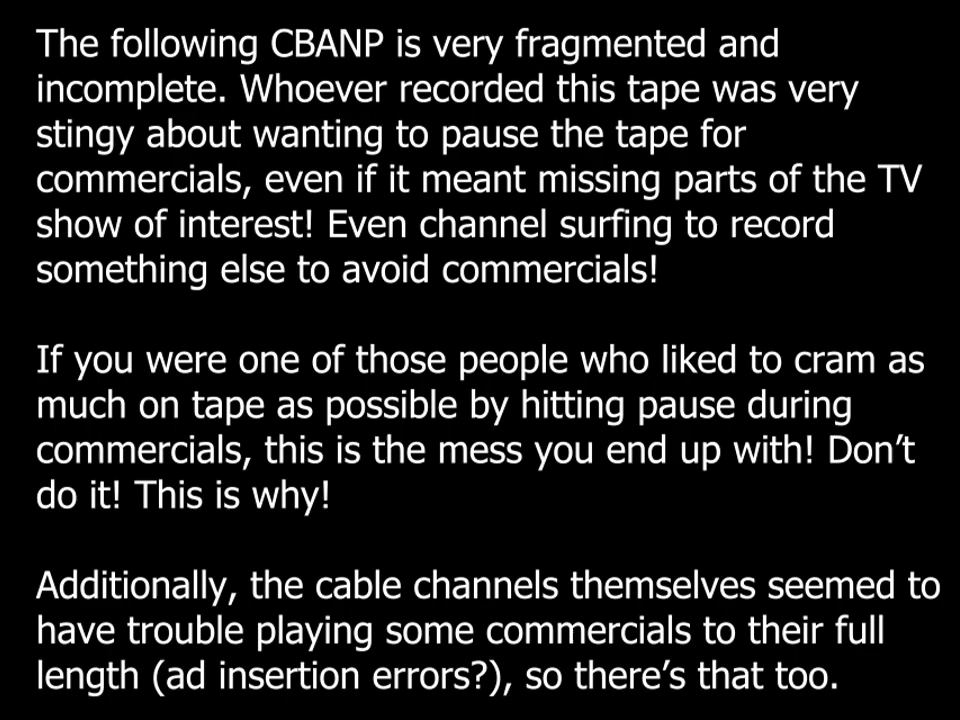 The following CBANP is very fragmented and
incomplete. Whoever recorded this tape was very
stingy about wanting to pause the tape for
commercials, even if it meant missing parts of the TV
show of interest! Even channel surfing to record
something else to avoid commercials!
If you were one of those people who liked to cram as
much on tape as possible by hitting pause during
commercials, this is the mess you end up with! Don’t
do it! This is why!
Additionally, the cable channels themselves seemed to
have trouble playing some commercials to their full
length (ad insertion errors?), so there’s that too.